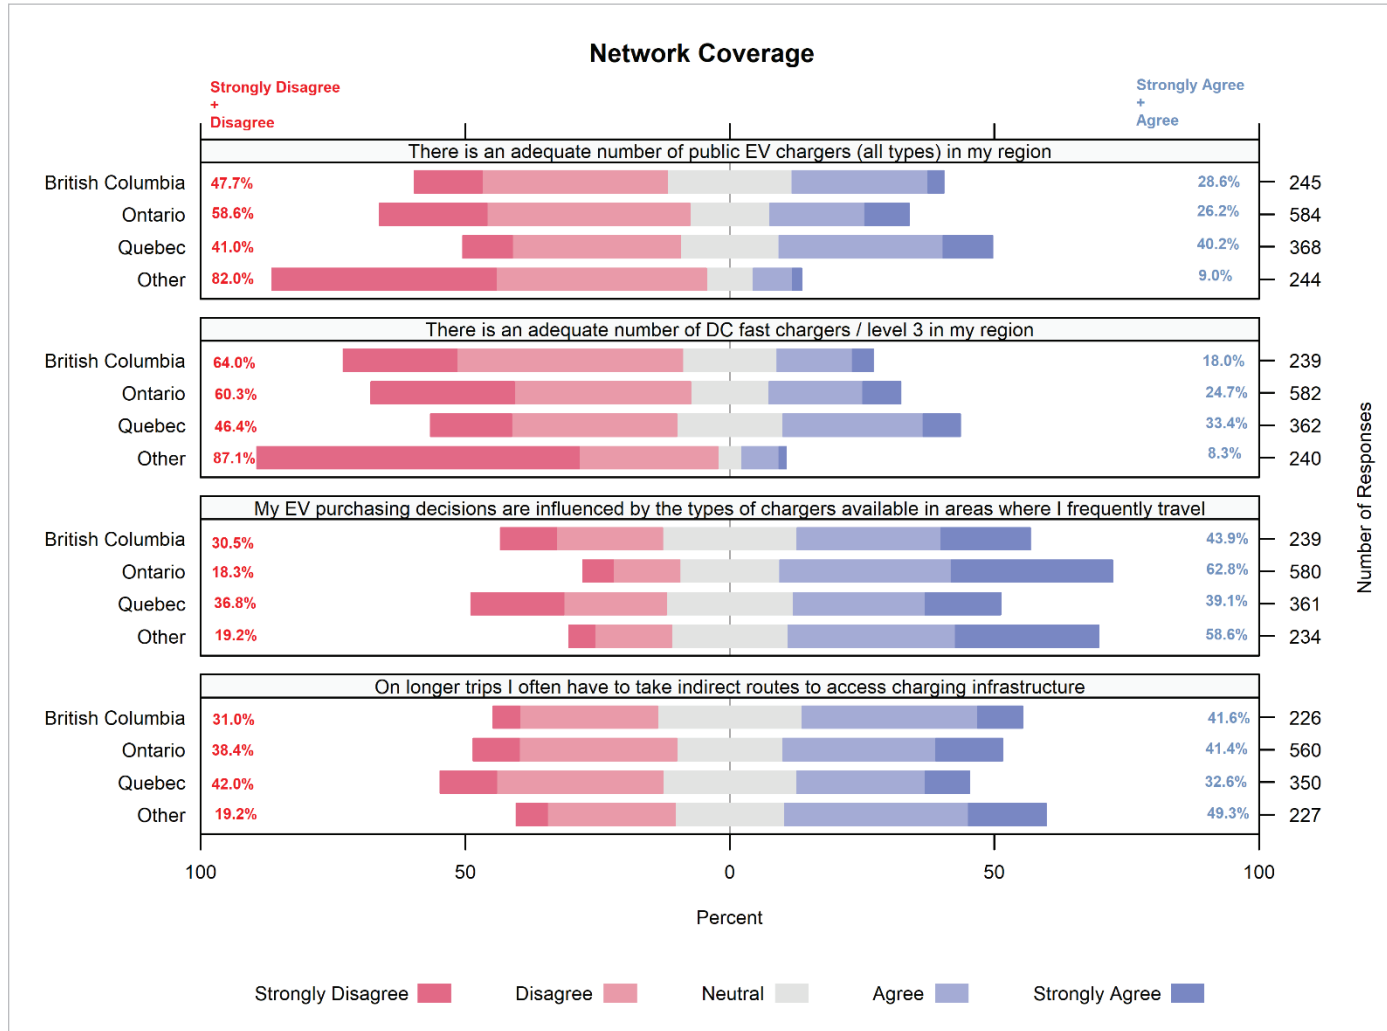 Network Coverage
Strongly Disagree
+
Disagree
Strongly Agree
+
Agree
There is an adequate number of public EV chargers (all types) in my region
British Columbia 47.7% 28.6% 245
Ontario 58.6% 26.2% 584
Quebec 41.0% 40.2% 368
Other 82.0% 9.0% 244
There is an adequate number of DC fast chargers / level 3 in my region
British Columbia 64.0% 18.0% 239
Ontario 60.3% 24.7% 582
Quebec 46.4% 33.4% 362
Other 87.1% 8.3% 240
My EV purchasing decisions are influenced by the types of chargers available in areas where I frequently travel
British Columbia 30.5% 43.9% 239
Ontario 18.3% 62.8% 580
Quebec 36.8% 39.1% 361
Other 19.2% 58.6% 234
On longer trips I often have to take indirect routes to access charging infrastructure
British Columbia 31.0% 41.6% 226
Ontario 38.4% 41.4% 560
Quebec 42.0% 32.6% 350
Other 19.2% 49.3% 227
Number of Responses
100 50 0 50 100
Percent
Strongly Disagree Disagree Neutral Agree Strongly Agree